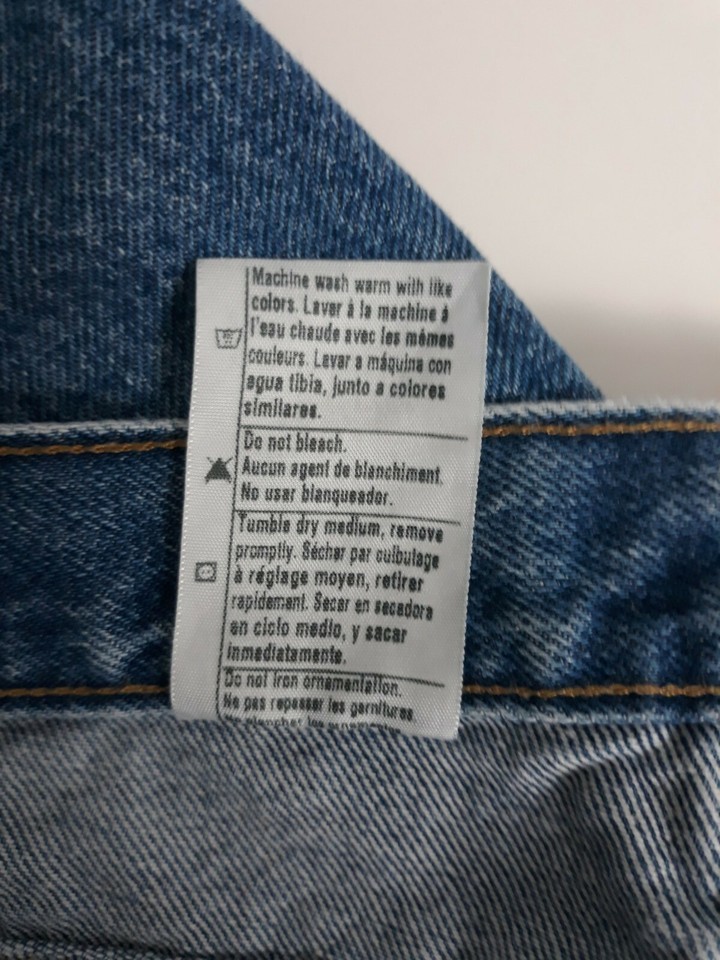 Machine wash warm with like
colors. Laver à la machine à
l'eau chaude avec les mêmes
couleurs. Lavar a máquina con
agua tibia, junto a colores
similares.
Do not bleach.
Aucun agent de blanchiment.
No usar blanqueador.
Tumble dry medium, remove
promptly. Sécher par culbutage
à réglage moyen, retirer
rapidement. Secar en secadora
en ciclo medio, y sacar
inmediatamente.
Do not iron ornamentation.
Ne pas repasser les garnitures.